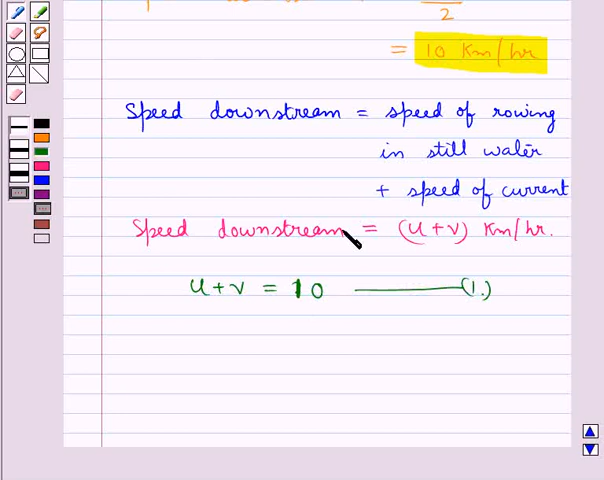 2
= 10 Km/hr
Speed downstream = speed of rowing
in still water
+ speed of current
Speed downstream = (u+v) Km/hr.
u+v = 10 ——— (1.)